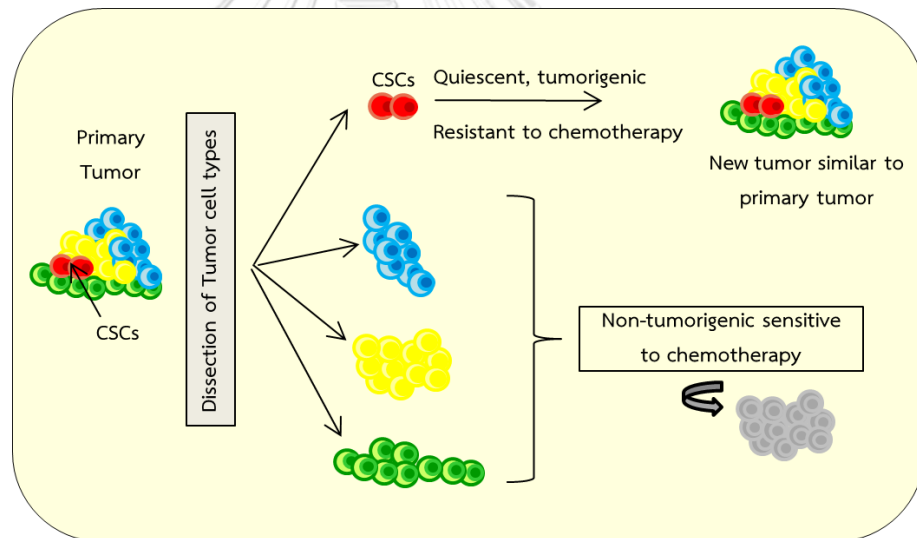 Primary
Tumor
CSCs
Dissection of Tumor cell types
CSCs
Quiescent, tumorigenic
Resistant to chemotherapy
New tumor similar to
primary tumor
Non-tumorigenic sensitive
to chemotherapy